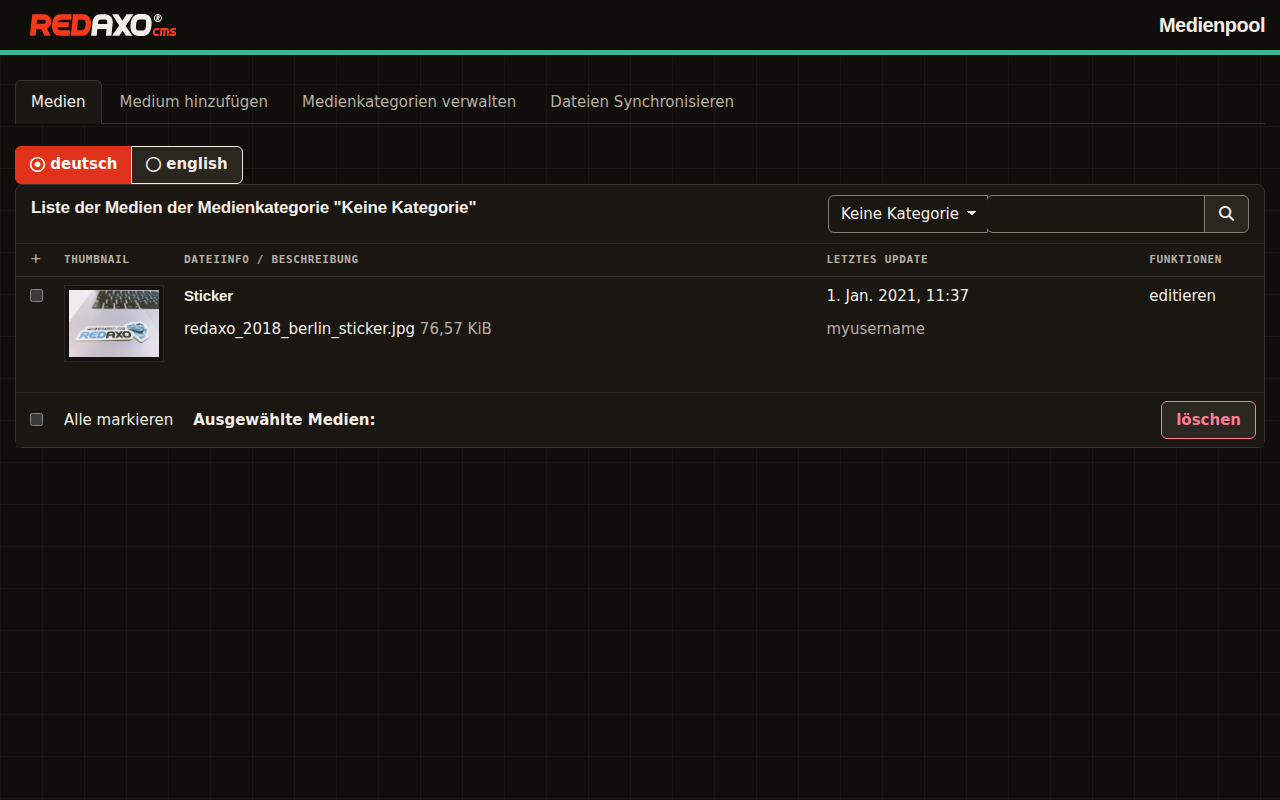 REDAXO® cms
Medienpool
Medien
Medium hinzufügen
Medienkategorien verwalten
Dateien Synchronisieren
deutsch
english
Liste der Medien der Medienkategorie "Keine Kategorie"
Keine Kategorie
+ THUMBNAIL DATEIINFO / BESCHREIBUNG LETZTES UPDATE FUNKTIONEN
REDAXO
Sticker 1. Jan. 2021, 11:37 editieren
redaxo_2018_berlin_sticker.jpg 76,57 KiB myusername
Alle markieren Ausgewählte Medien: löschen